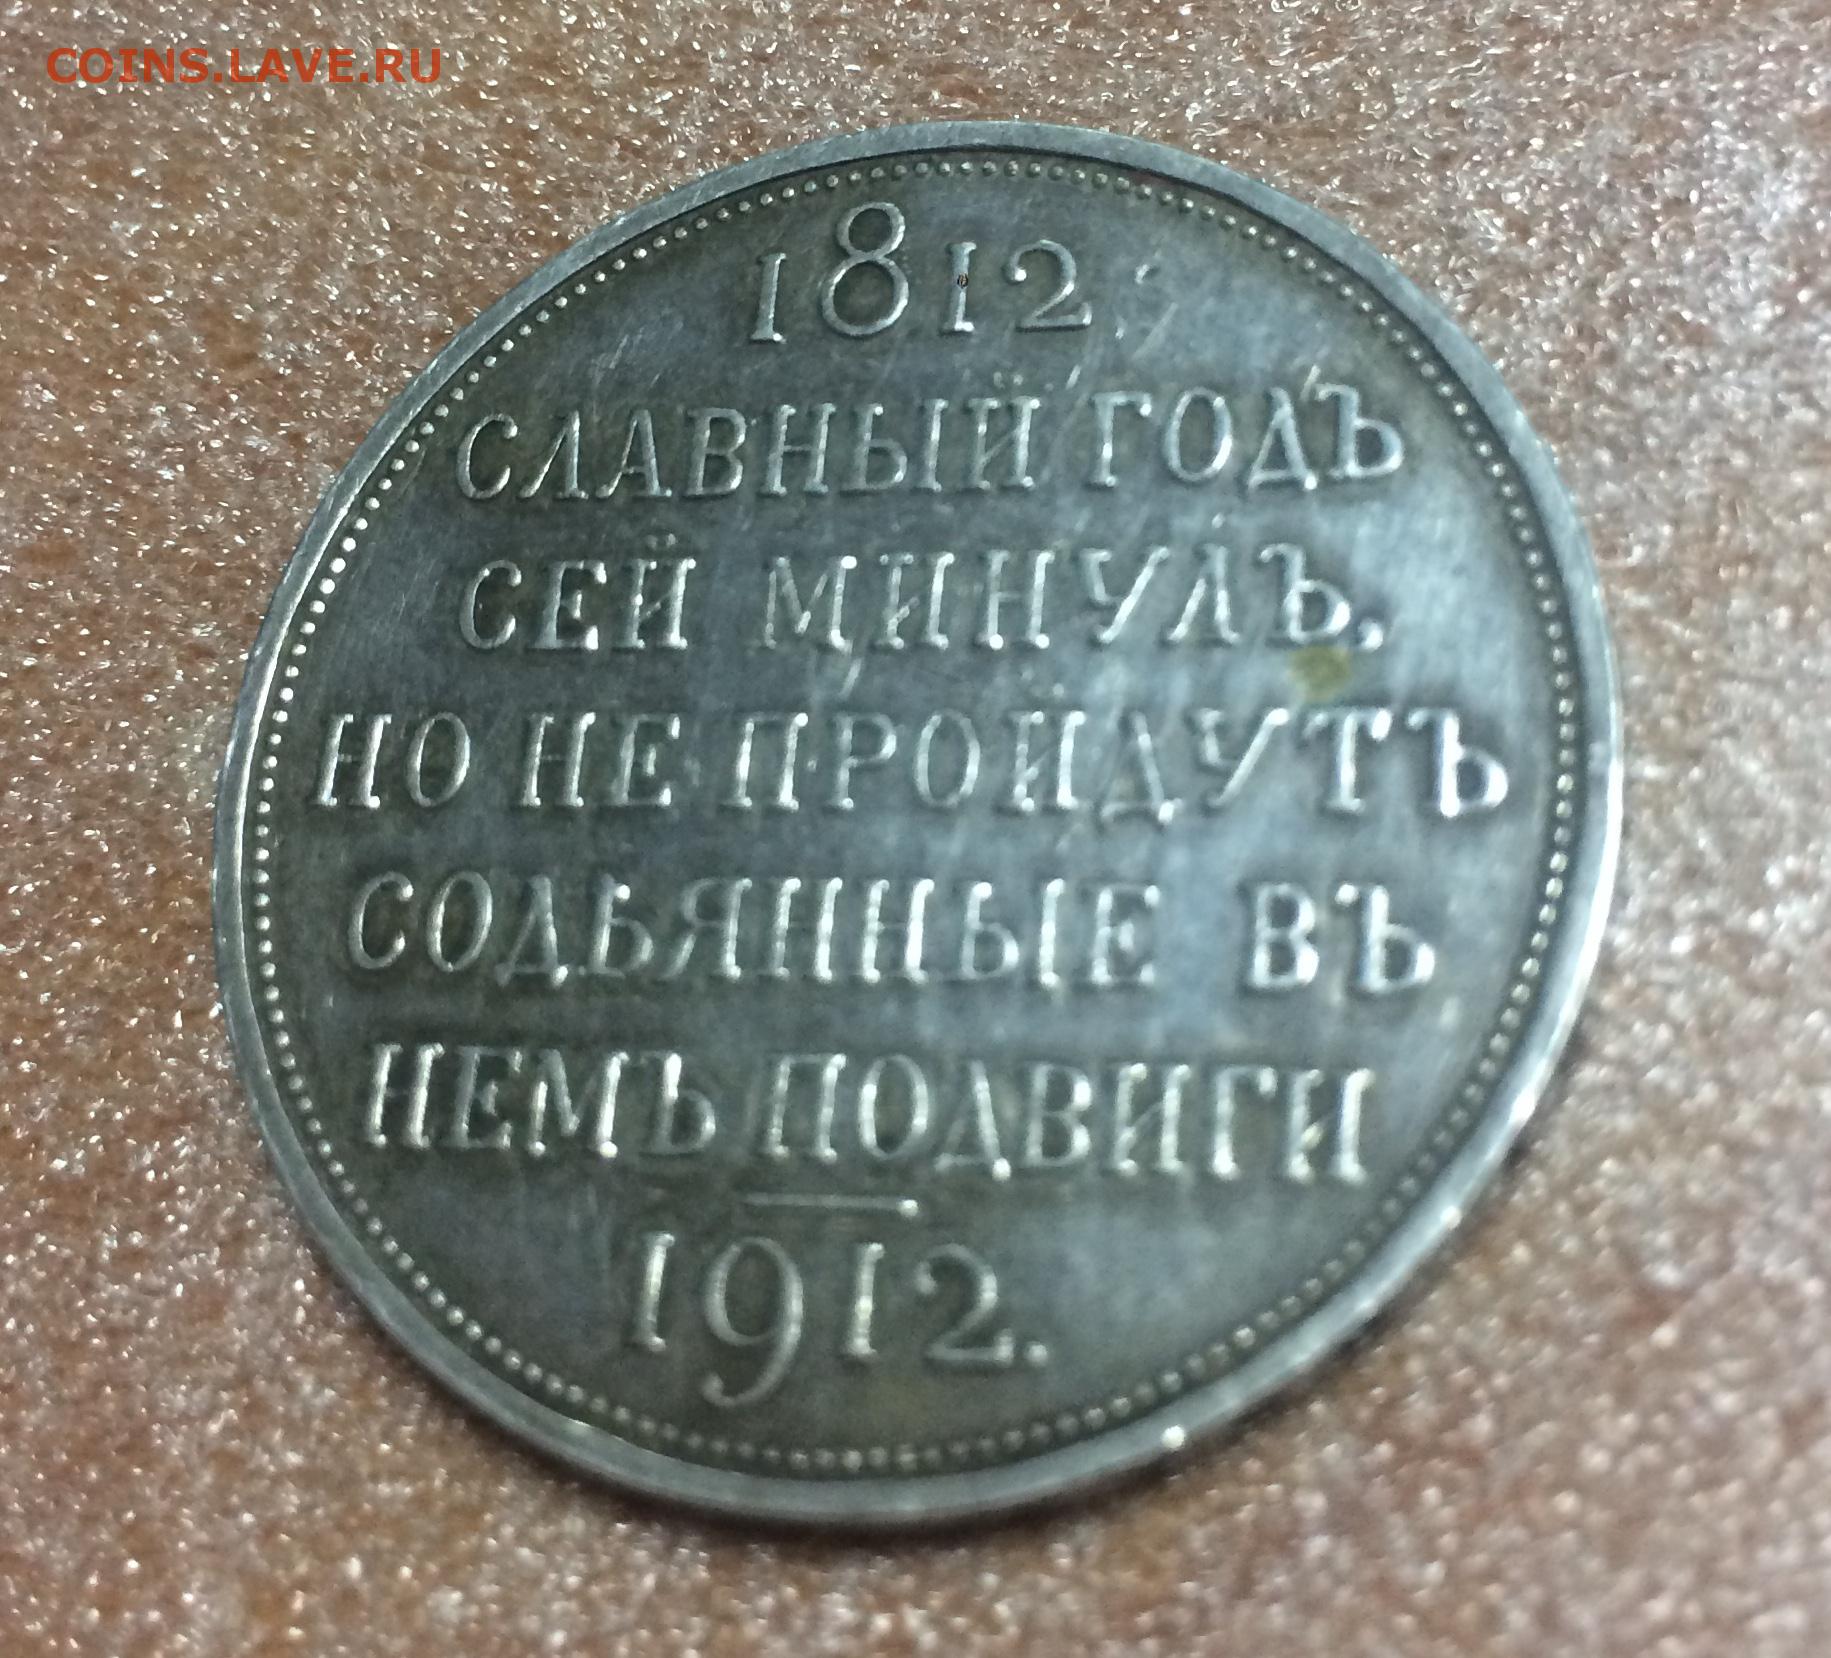 COINS.LAVE.RU
1812
СЛАВНЫЙ ГОДЪ
СЕЙ МИНУЛЪ,
НО НЕ ПРОЙДУТЪ
СОДѢЯННЫЕ ВЪ
НЕМЪ ПОДВИГИ
1912.